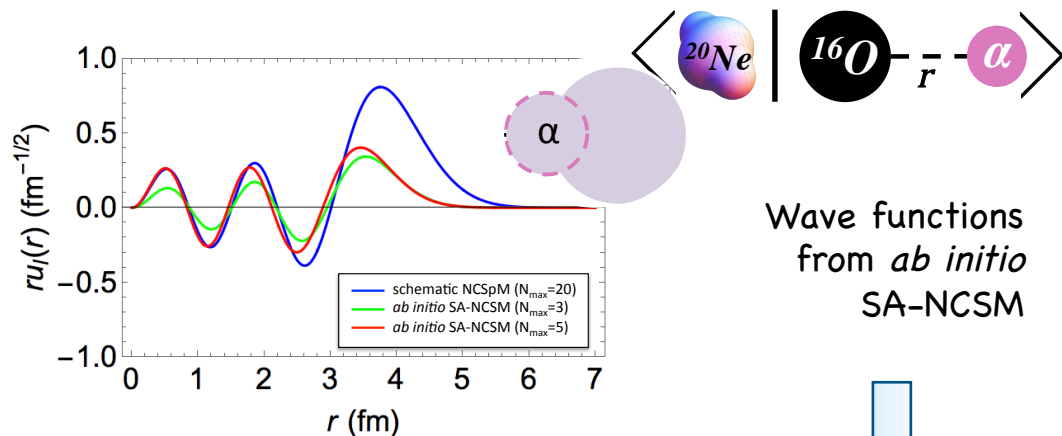 20Ne 16O r α
1.0
0.5
0.0
−0.5
−1.0
ru_l(r) (fm^−1/2)
α
schematic NCSpM (N_max=20)
ab initio SA-NCSM (N_max=3)
ab initio SA-NCSM (N_max=5)
0 1 2 3 4 5 6 7
r (fm)
Wave functions
from ab initio
SA-NCSM